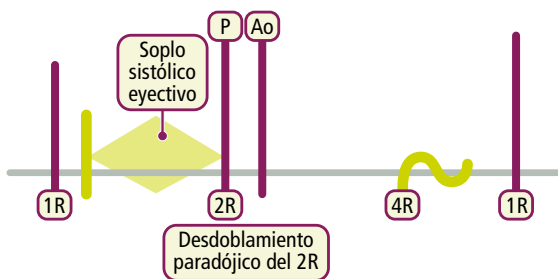 P
Ao
Soplo
sistólico
eyectivo
1R
2R
4R
1R
Desdoblamiento
paradójico del 2R